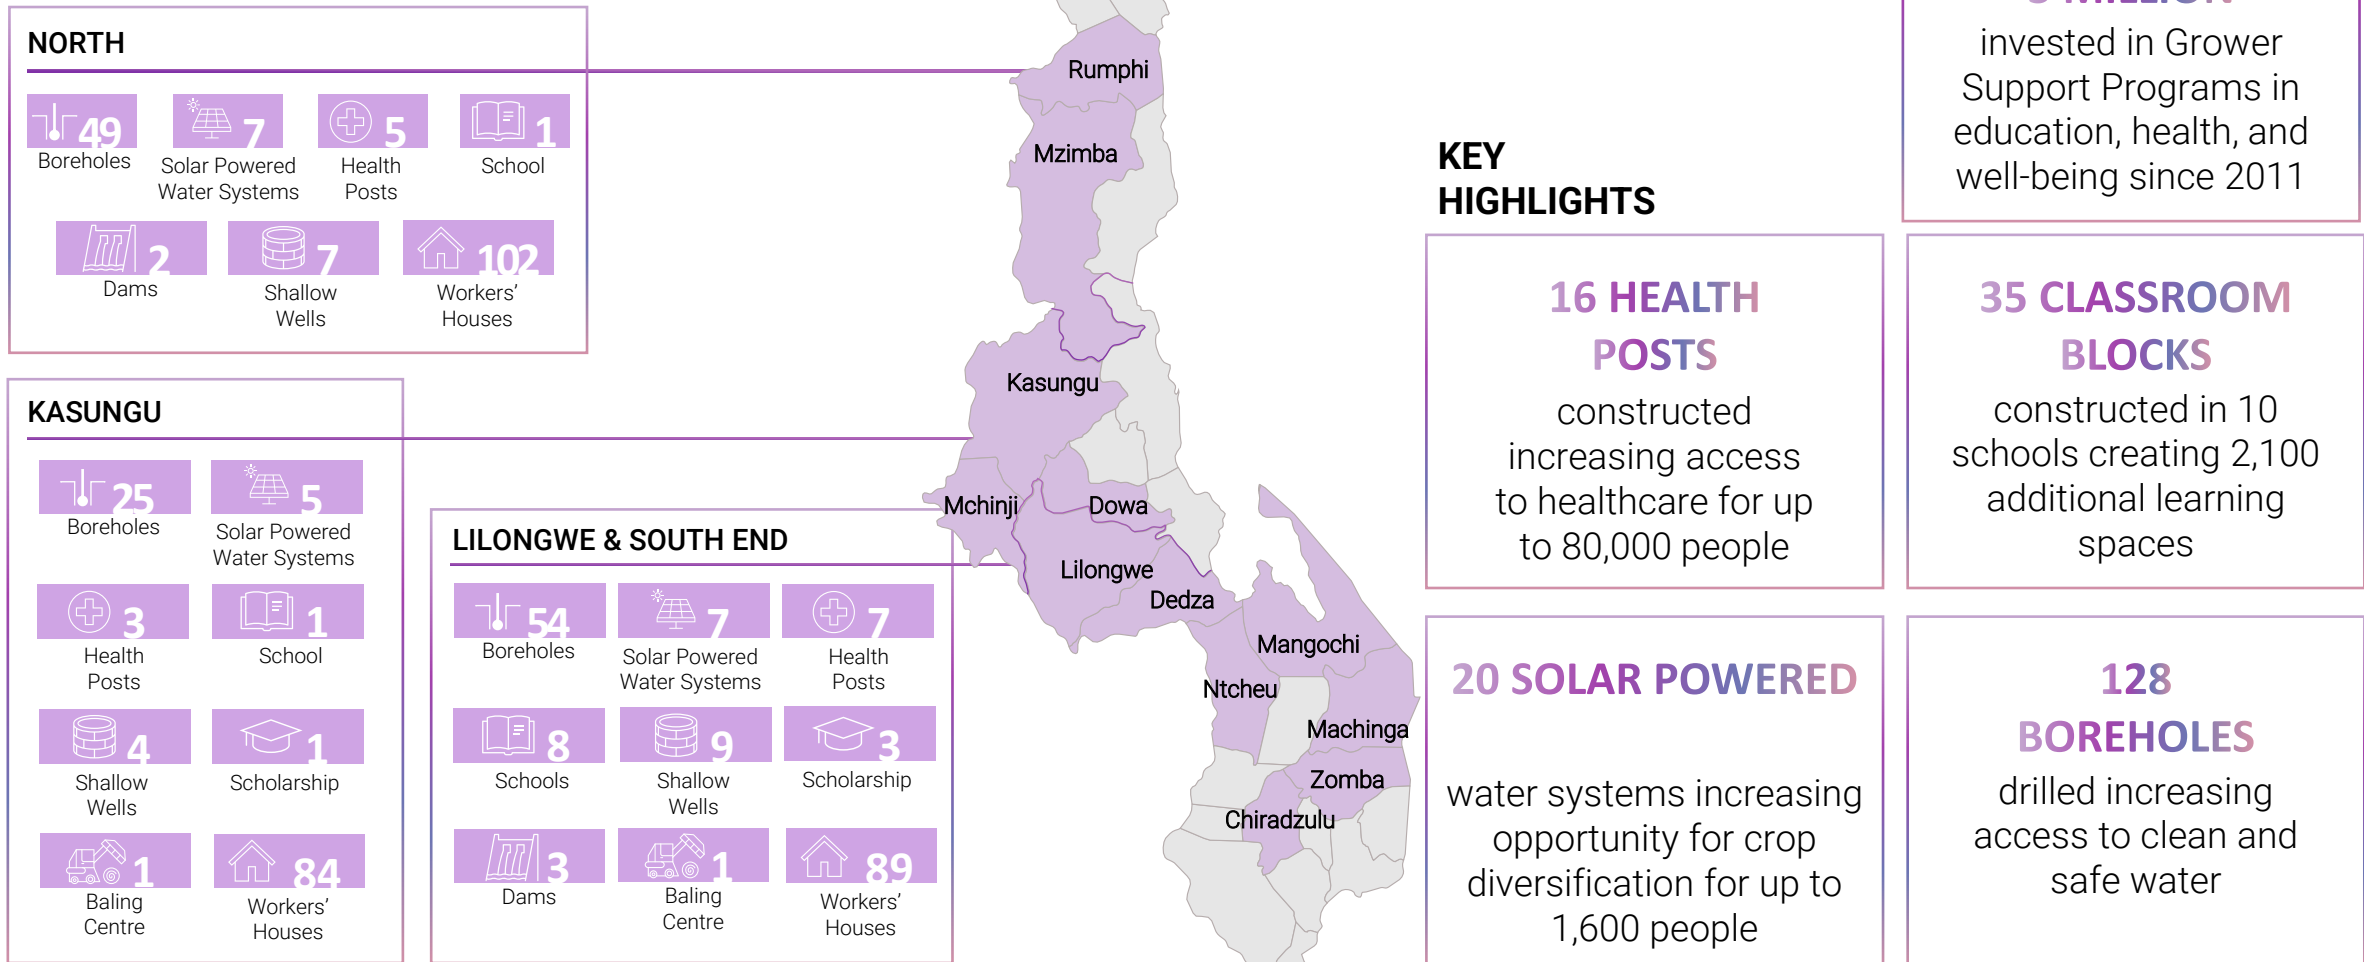 NORTH
49
Boreholes
7
Solar Powered
Water Systems
5
Health
Posts
1
School
2
Dams
7
Shallow
Wells
102
Workers’
Houses
KASUNGU
25
Boreholes
5
Solar Powered
Water Systems
3
Health
Posts
1
School
4
Shallow
Wells
1
Scholarship
1
Baling
Centre
84
Workers’
Houses
LILONGWE & SOUTH END
54
Boreholes
7
Solar Powered
Water Systems
7
Health
Posts
8
Schools
9
Shallow
Wells
3
Scholarship
3
Dams
1
Baling
Centre
89
Workers’
Houses
Rumphi
Mzimba
Kasungu
Mchinji
Dowa
Lilongwe
Dedza
Mangochi
Ntcheu
Machinga
Zomba
Chiradzulu
KEY
HIGHLIGHTS
MILLION
invested in Grower
Support Programs in
education, health, and
well-being since 2011
16 HEALTH
POSTS
constructed
increasing access
to healthcare for up
to 80,000 people
35 CLASSROOM
BLOCKS
constructed in 10
schools creating 2,100
additional learning
spaces
20 SOLAR POWERED
water systems increasing
opportunity for crop
diversification for up to
1,600 people
128
BOREHOLES
drilled increasing
access to clean and
safe water